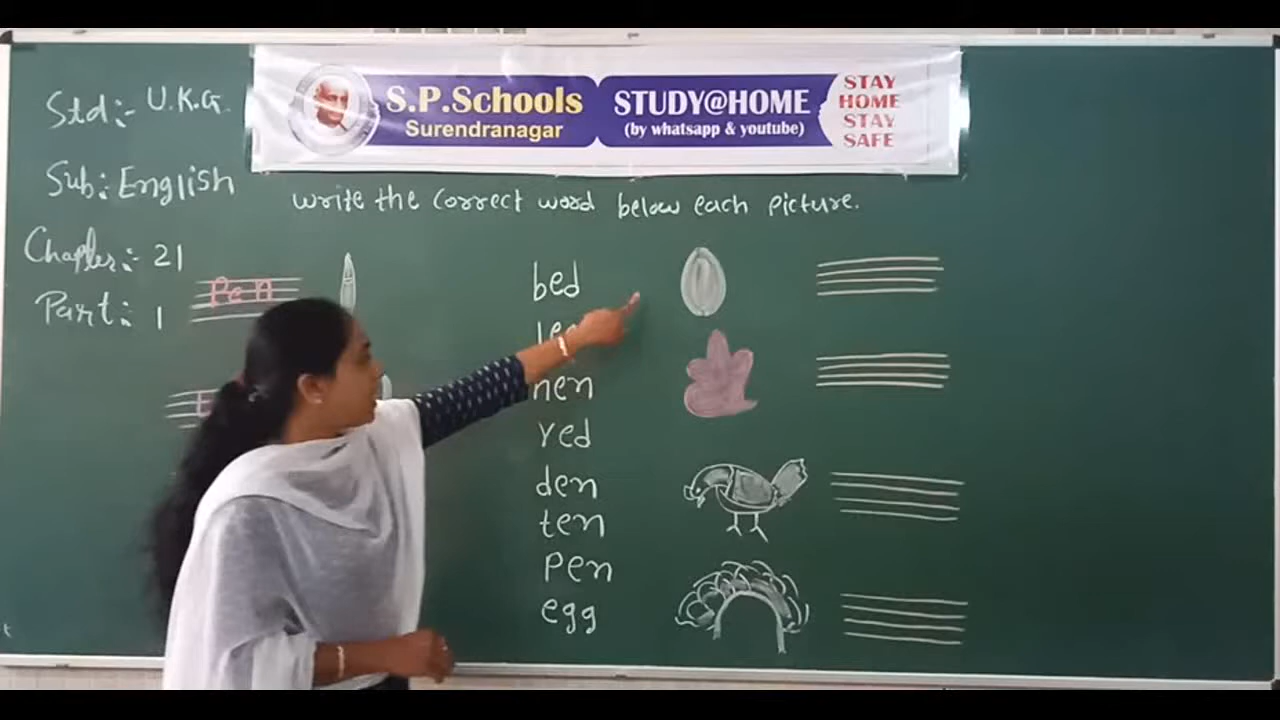 S.P.Schools
Surendranagar
STUDY@HOME
(by whatsapp & youtube)
STAY
HOME
STAY
SAFE
Std:- U.K.G.
Sub: English
Chapter:- 21
Part:- 1
write the correct word below each picture.
Pen
bed
nen
red
den
ten
Pen
egg